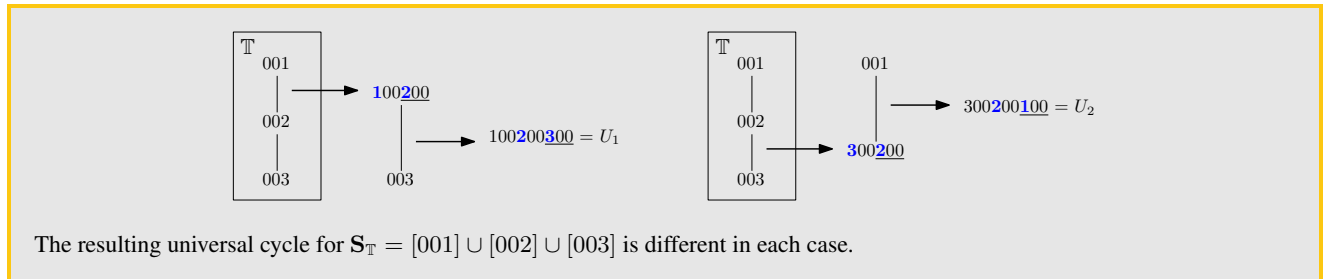 𝕋
001
002
003
100200
003
100200300 = U₁
𝕋
001
002
003
001
300200
300200100 = U₂
The resulting universal cycle for S_𝕋 = [001] ∪ [002] ∪ [003] is different in each case.